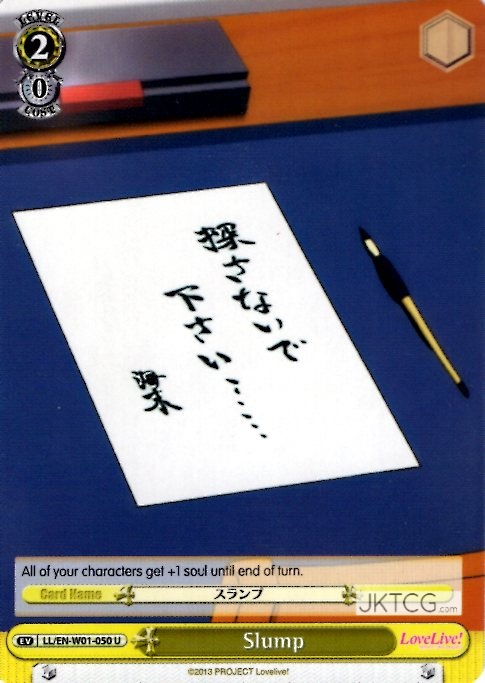 LEVEL
2
0
COST
探さないで
下さい……
海未
All of your characters get +1 soul until end of turn.
Card Name
スランプ
JKTCG.com
EV LL/EN-W01-050 U
Slump
LoveLive!
©2013 PROJECT Lovelive!